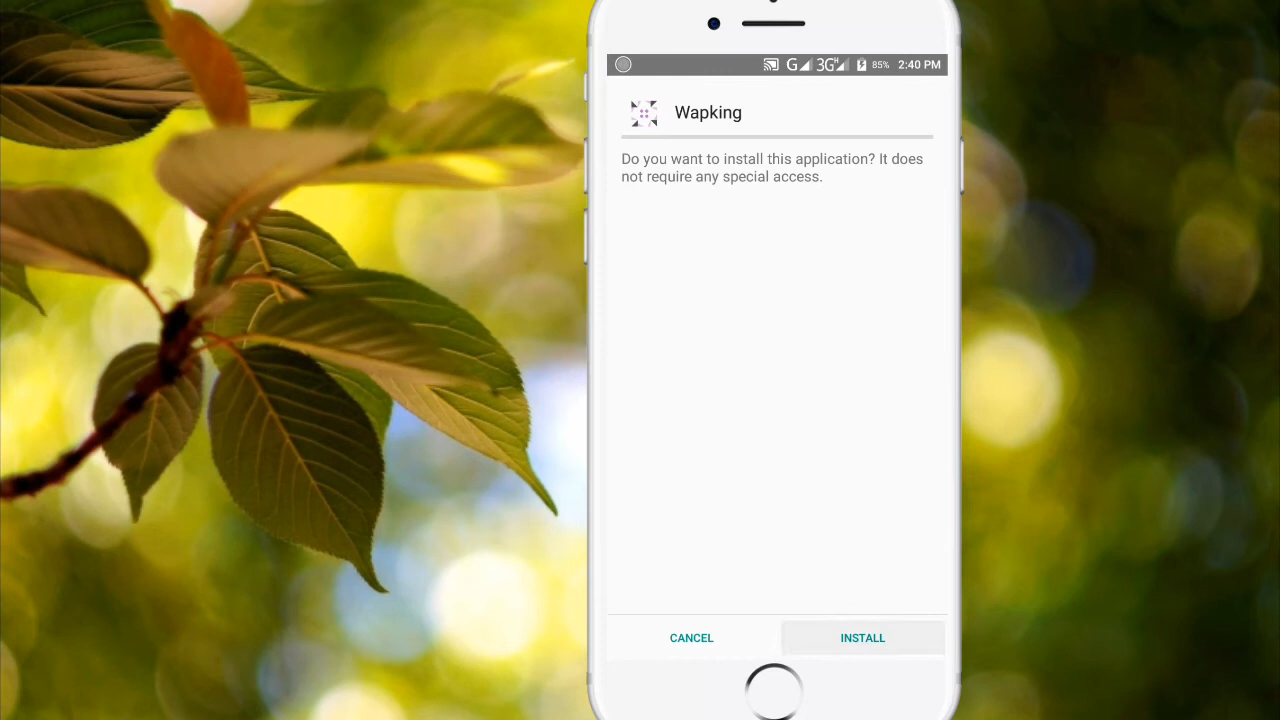 G 3G H 85% 2:40 PM
Wapking
Do you want to install this application? It does
not require any special access.
CANCEL INSTALL